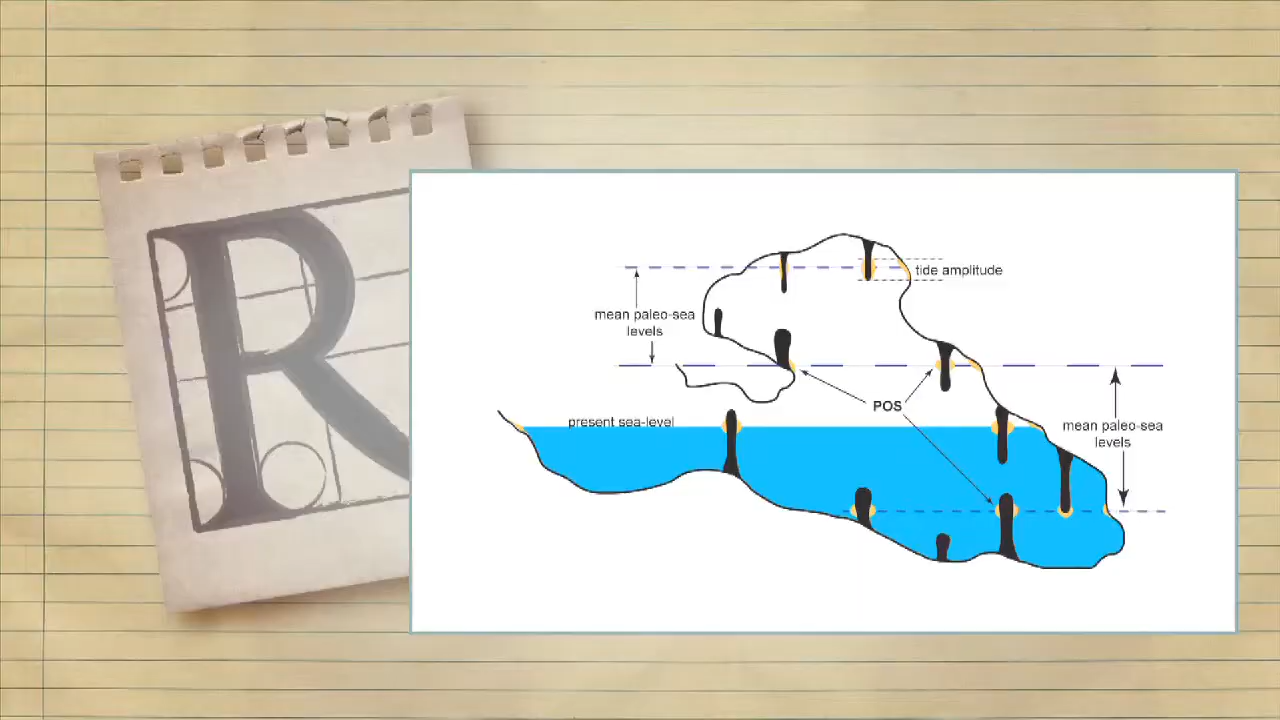 R
tide amplitude
mean paleo-sea
levels
POS
present sea-level
mean paleo-sea
levels